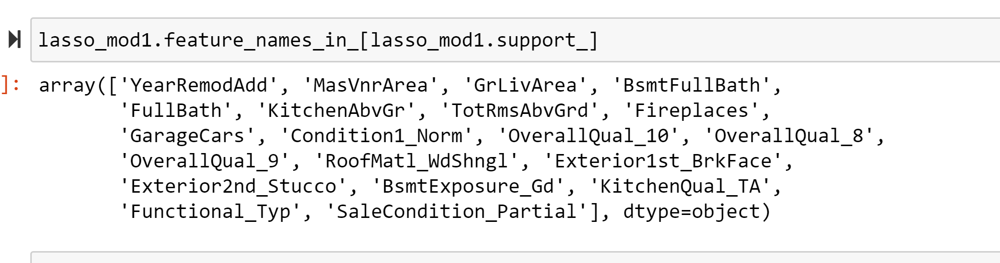 lasso_mod1.feature_names_in_[lasso_mod1.support_]
]: array(['YearRemodAdd', 'MasVnrArea', 'GrLivArea', 'BsmtFullBath',
'FullBath', 'KitchenAbvGr', 'TotRmsAbvGrd', 'Fireplaces',
'GarageCars', 'Condition1_Norm', 'OverallQual_10', 'OverallQual_8',
'OverallQual_9', 'RoofMatl_WdShngl', 'Exterior1st_BrkFace',
'Exterior2nd_Stucco', 'BsmtExposure_Gd', 'KitchenQual_TA',
'Functional_Typ', 'SaleCondition_Partial'], dtype=object)